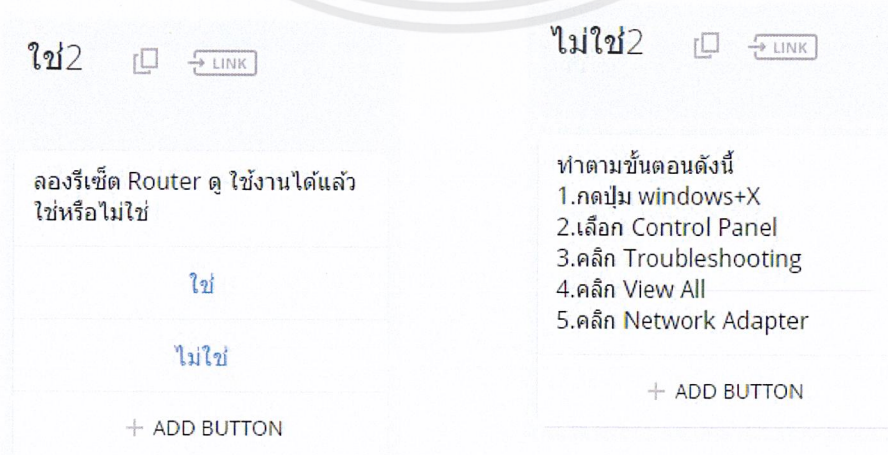 ใช่2
LINK
ลองรีเซ็ต Router ดู ใช้งานได้แล้ว
ใช่หรือไม่ใช่
ใช่
ไม่ใช่
+ ADD BUTTON
ไม่ใช่2
LINK
ทำตามขั้นตอนดังนี้
1.กดปุ่ม windows+X
2.เลือก Control Panel
3.คลิก Troubleshooting
4.คลิก View All
5.คลิก Network Adapter
+ ADD BUTTON